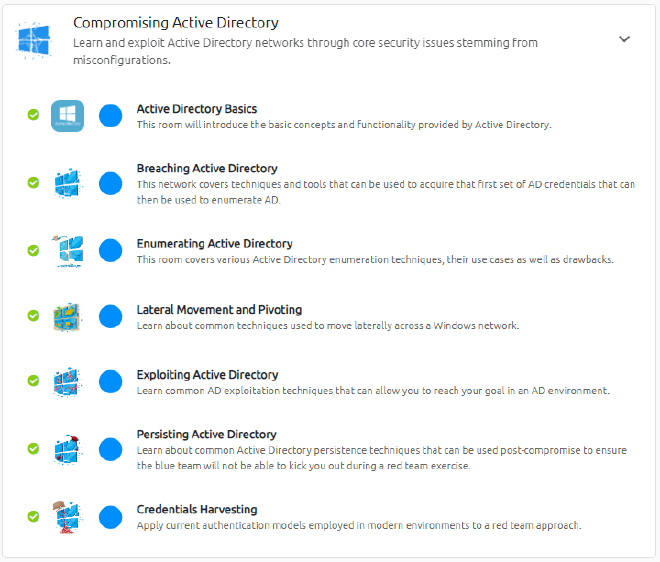 Compromising Active Directory
Learn and exploit Active Directory networks through core security issues stemming from
misconfigurations.
Active Directory Basics
This room will introduce the basic concepts and functionality provided by Active Directory.
Breaching Active Directory
This network covers techniques and tools that can be used to acquire that first set of AD credentials that can
then be used to enumerate AD.
Enumerating Active Directory
This room covers various Active Directory enumeration techniques, their use cases as well as drawbacks.
Lateral Movement and Pivoting
Learn about common techniques used to move laterally across a Windows network.
Exploiting Active Directory
Learn common AD exploitation techniques that can allow you to reach your goal in an AD environment.
Persisting Active Directory
Learn about common Active Directory persistence techniques that can be used post-compromise to ensure
the blue team will not be able to kick you out during a red team exercise.
Credentials Harvesting
Apply current authentication models employed in modern environments to a red team approach.